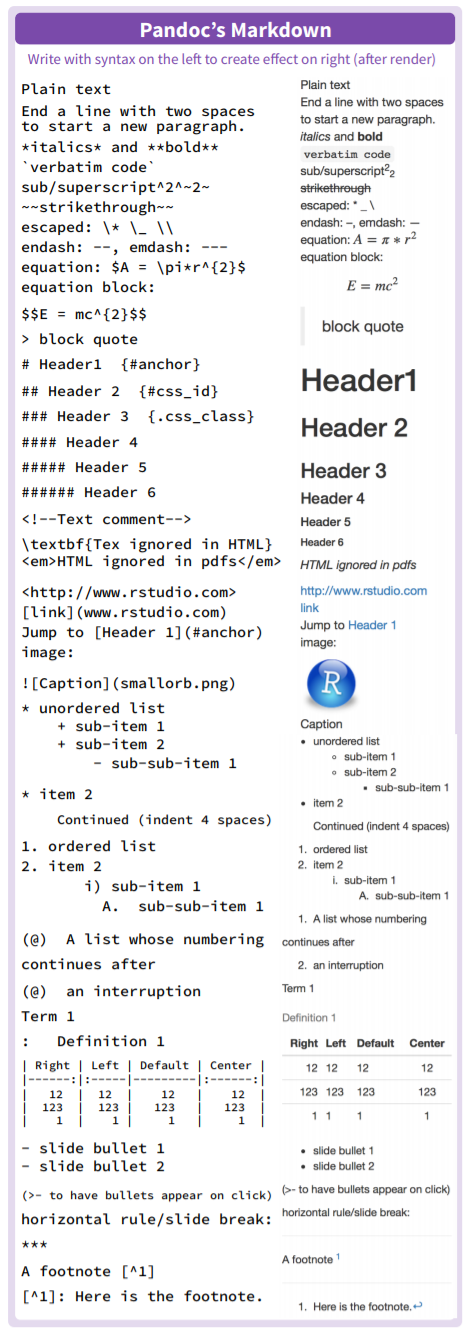 Pandoc’s Markdown
Write with syntax on the left to create effect on right (after render)
Plain text
End a line with two spaces
to start a new paragraph.
*italics* and **bold**
`verbatim code`
sub/superscript^2^~2~
~~strikethrough~~
escaped: \* \_ \\
endash: --, emdash: ---
equation: $A = \pi*r^{2}$
equation block:
$$E = mc^{2}$$
> block quote
# Header1  {#anchor}
## Header 2  {#css_id}
### Header 3  {.css_class}
#### Header 4
##### Header 5
###### Header 6
<!--Text comment-->
\textbf{Tex ignored in HTML}
<em>HTML ignored in pdfs</em>
<http://www.rstudio.com>
[link](www.rstudio.com)
Jump to [Header 1](#anchor)
image:
![Caption](smallorb.png)
* unordered list
    + sub-item 1
    + sub-item 2
        - sub-sub-item 1
* item 2
    Continued (indent 4 spaces)
1. ordered list
2. item 2
       i) sub-item 1
         A.  sub-sub-item 1
(@)  A list whose numbering
continues after
(@)  an interruption
Term 1
:   Definition 1
| Right | Left | Default | Center |
|------:|:-----|---------|:------:|
|   12  |  12  |   12    |   12   |
|  123  |  123 |   123   |  123   |
|    1  |    1 |     1   |    1   |
- slide bullet 1
- slide bullet 2
(>- to have bullets appear on click)
horizontal rule/slide break:
***
A footnote [^1]
[^1]: Here is the footnote.
Plain text
End a line with two spaces
to start a new paragraph.
italics and bold
verbatim code
sub/superscript²₂
strikethrough
escaped: * _ \
endash: –, emdash: —
equation: A = π * r²
equation block:
E = mc²
block quote
Header1
Header 2
Header 3
Header 4
Header 5
Header 6
HTML ignored in pdfs
http://www.rstudio.com
link
Jump to Header 1
image:
R
Caption
• unordered list
◦ sub-item 1
◦ sub-item 2
▪ sub-sub-item 1
• item 2
Continued (indent 4 spaces)
1. ordered list
2. item 2
i. sub-item 1
A. sub-sub-item 1
1. A list whose numbering
continues after
2. an interruption
Term 1
Definition 1
Right Left Default Center
12 12 12 12
123 123 123 123
1 1 1 1
• slide bullet 1
• slide bullet 2
(>- to have bullets appear on click)
horizontal rule/slide break:
A footnote ¹
1. Here is the footnote.↩